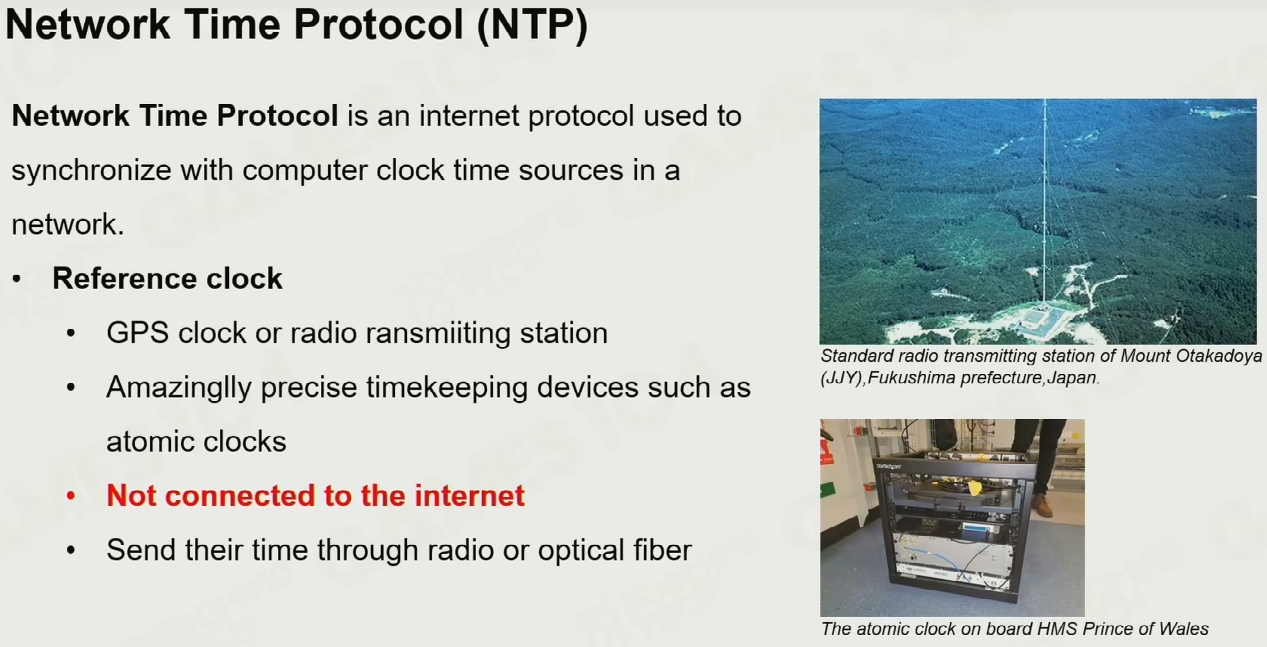 Network Time Protocol (NTP)
Network Time Protocol is an internet protocol used to
synchronize with computer clock time sources in a
network.
• Reference clock
• GPS clock or radio ransmiiting station
• Amazinglly precise timekeeping devices such as
atomic clocks
• Not connected to the internet
• Send their time through radio or optical fiber
Standard radio transmitting station of Mount Otakadoya
(JJY),Fukushima prefecture,Japan.
StarTech.com
The atomic clock on board HMS Prince of Wales